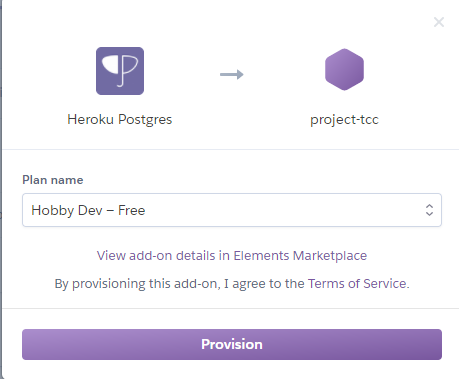 Heroku Postgres
project-tcc
Plan name
Hobby Dev – Free
View add-on details in Elements Marketplace
By provisioning this add-on, I agree to the Terms of Service.
Provision